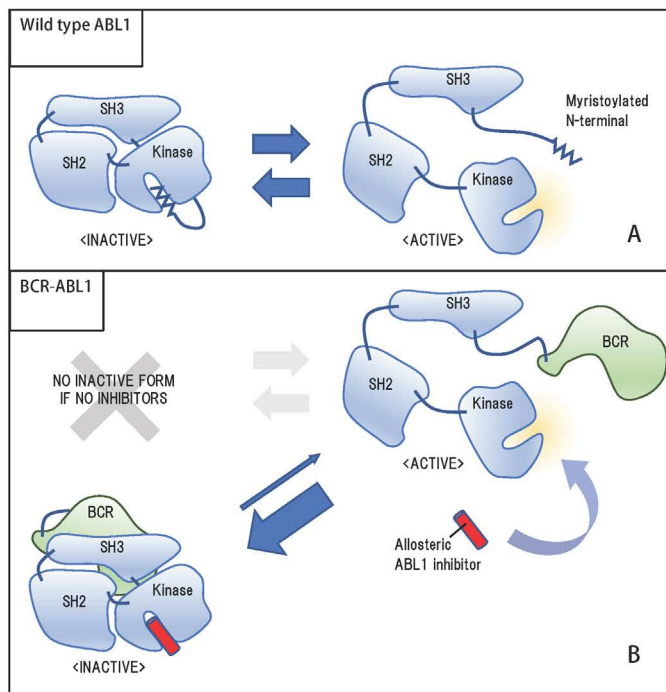 Wild type ABL1
SH3
SH2
Kinase
<INACTIVE>
SH3
Myristoylated
N-terminal
SH2
Kinase
<ACTIVE>
A
BCR-ABL1
NO INACTIVE FORM
IF NO INHIBITORS
SH3
BCR
SH2
Kinase
<ACTIVE>
BCR
SH3
SH2
Kinase
<INACTIVE>
Allosteric
ABL1 inhibitor
B